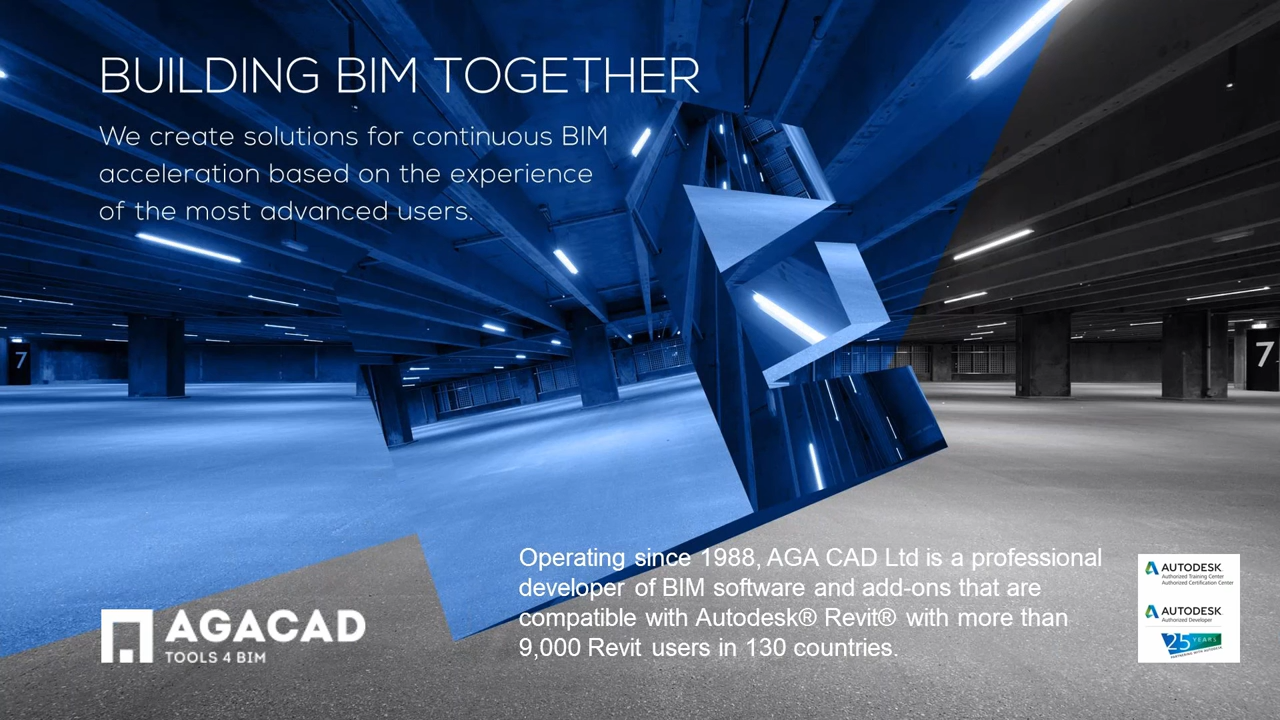 BUILDING BIM TOGETHER
We create solutions for continuous BIM
acceleration based on the experience
of the most advanced users.
7
7
Operating since 1988, AGA CAD Ltd is a professional
developer of BIM software and add-ons that are
compatible with Autodesk® Revit® with more than
9,000 Revit users in 130 countries.
AGACAD
TOOLS 4 BIM
AUTODESK
Authorized Training Center
Authorized Certification Center
AUTODESK
Authorized Developer
25 YEARS
PARTNERING WITH AUTODESK